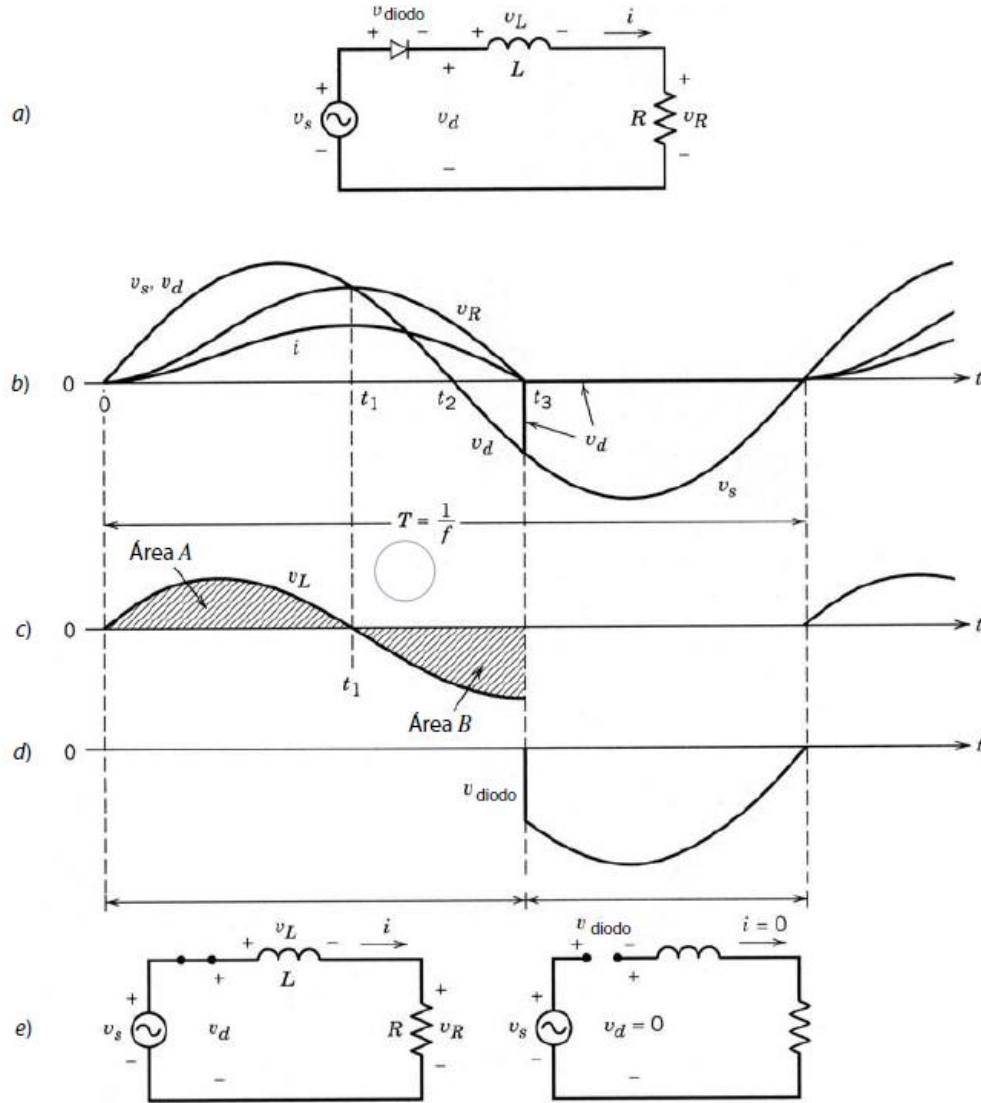 v diodo
+ -
v_L
+ -
i
L
+
a)
+
v_s
-
v_d
-
R
+
v_R
-
v_s, v_d
v_R
i
b)
0
0
t_1
t_2
t_3
t
v_d
v_d
v_s
T = 1/f
Área A
v_L
c)
0
t
t_1
Área B
d)
0
t
v diodo
v_L
+ -
i
L
+
e)
+
v_s
-
v_d
-
R
+
v_R
-
v diodo
+ -
i = 0
+
+
v_s
-
v_d = 0
-